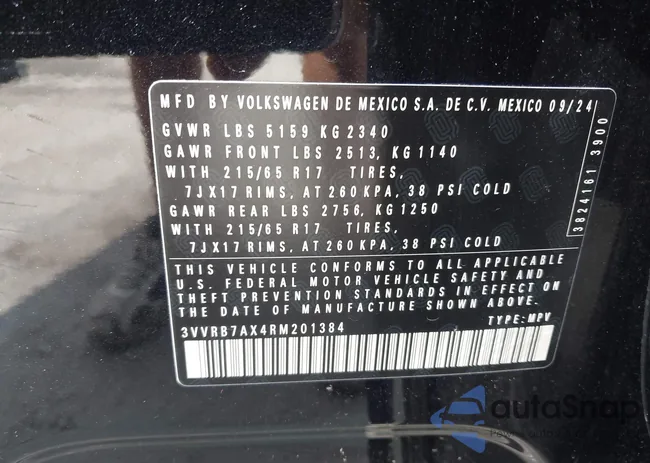 MFD BY VOLKSWAGEN DE MEXICO S.A. DE C.V. MEXICO 09/24
GVWR LBS 5159 KG 2340
GAWR FRONT LBS 2513, KG 1140
WITH 215/65 R17 TIRES,
7JX17 RIMS, AT 260 KPA, 38 PSI COLD
GAWR REAR LBS 2756, KG 1250
WITH 215/65 R17 TIRES,
7JX17 RIMS, AT 260 KPA, 38 PSI COLD
THIS VEHICLE CONFORMS TO ALL APPLICABLE
U.S. FEDERAL MOTOR VEHICLE SAFETY AND
THEFT PREVENTION STANDARDS IN EFFECT ON
THE DATE OF MANUFACTURE SHOWN ABOVE.
3VVRB7AX4RM201384 TYPE: MPV
3824161 3900
autoSnap